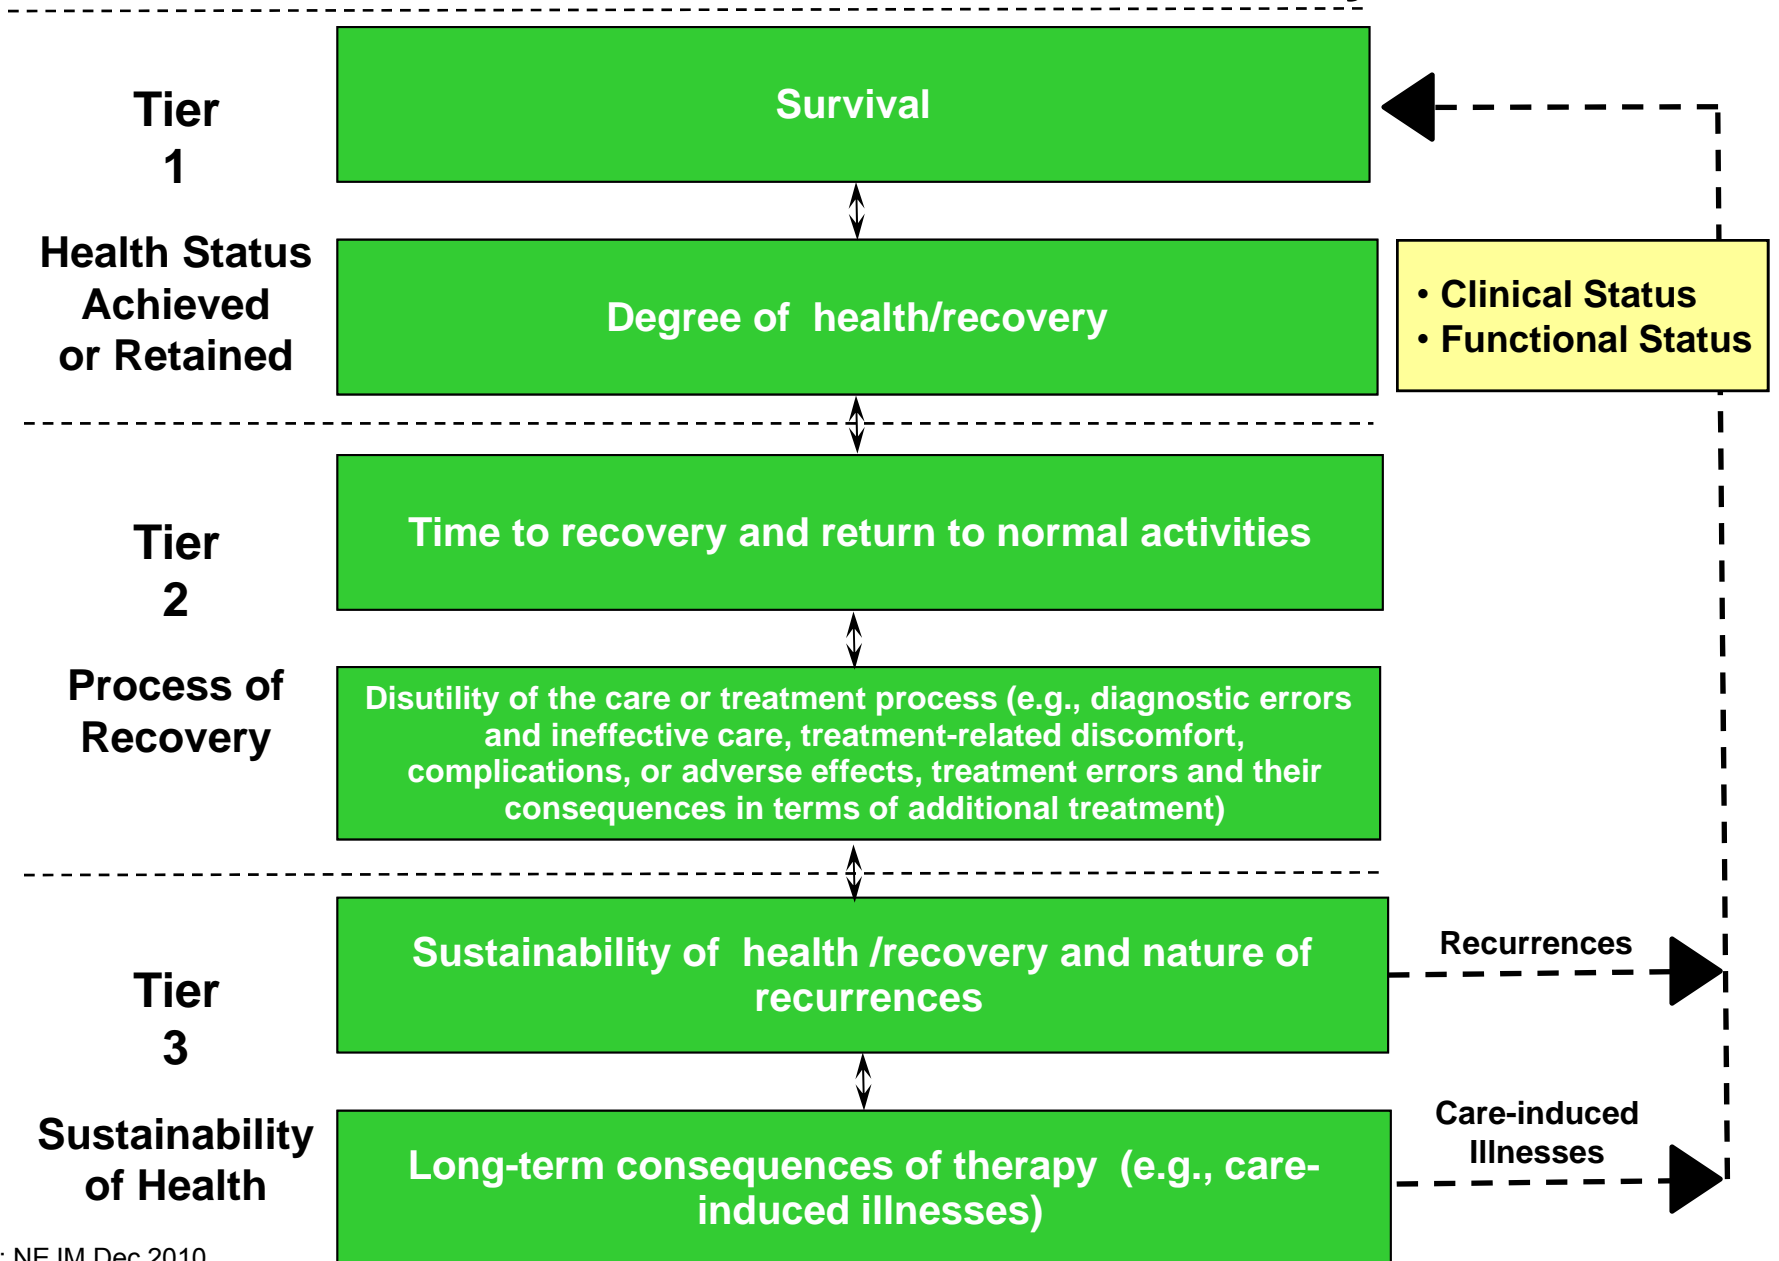 Tier
1
Health Status
Achieved
or Retained
Survival
Degree of health/recovery
• Clinical Status
• Functional Status
Tier
2
Process of
Recovery
Time to recovery and return to normal activities
Disutility of the care or treatment process (e.g., diagnostic errors
and ineffective care, treatment-related discomfort,
complications, or adverse effects, treatment errors and their
consequences in terms of additional treatment)
Tier
3
Sustainability
of Health
Sustainability of health /recovery and nature of
recurrences
Recurrences
Long-term consequences of therapy (e.g., care-
induced illnesses)
Care-induced
Illnesses
: NEJM Dec 2010